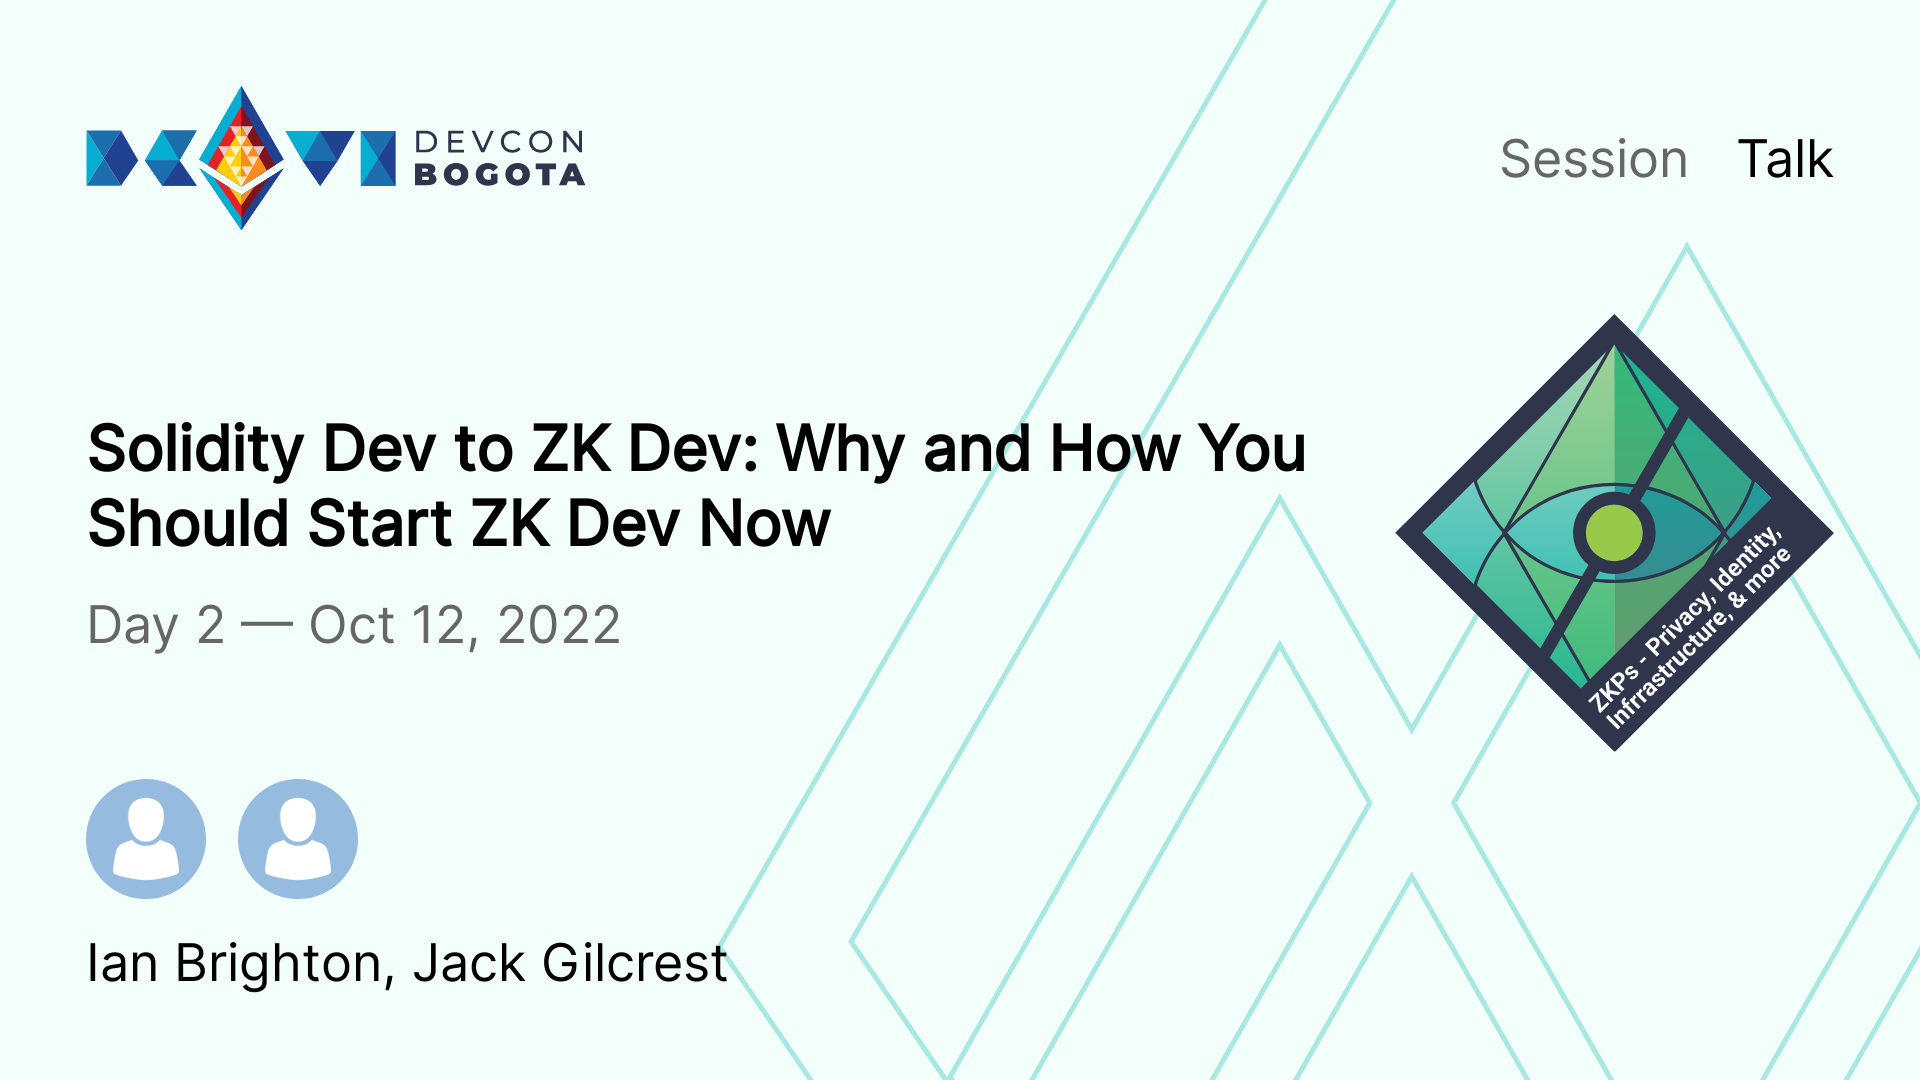 DEVCON
BOGOTA
Session Talk
Solidity Dev to ZK Dev: Why and How You
Should Start ZK Dev Now
Day 2 — Oct 12, 2022
ZKPs - Privacy, Identity,
Infrrastructure, & more
Ian Brighton, Jack Gilcrest